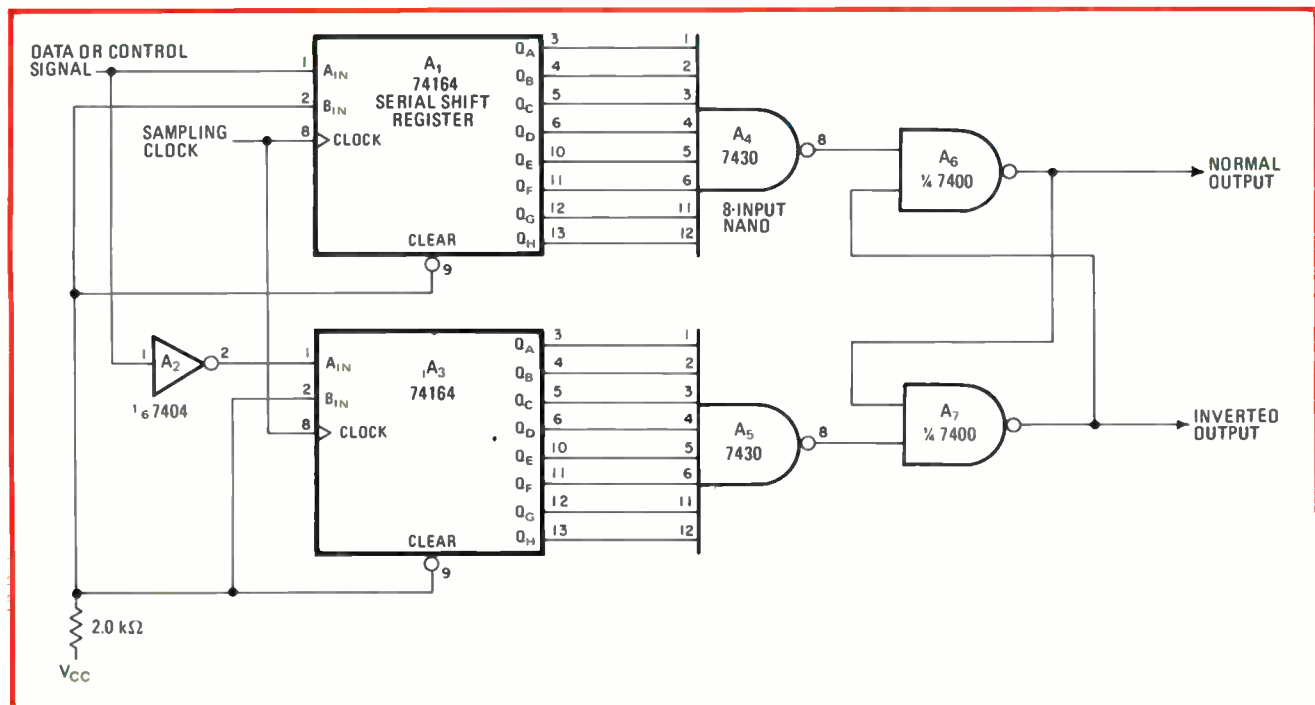 DATA OR CONTROL
SIGNAL
SAMPLING
CLOCK
1
2
8
A_IN
B_IN
CLOCK
A1
74164
SERIAL SHIFT
REGISTER
CLEAR
9
Q_A 3 1
Q_B 4 2
Q_C 5 3
Q_D 6 4
Q_E 10 5
Q_F 11 6
Q_G 12 11
Q_H 13 12
A4
7430
8
8-INPUT
NAND
A6
¼ 7400
NORMAL
OUTPUT
1 A2 2
1 6 7404
1
2
8
A_IN
B_IN
CLOCK
A3
74164
CLEAR
9
Q_A 3 1
Q_B 4 2
Q_C 5 3
Q_D 6 4
Q_E 10 5
Q_F 11 6
Q_G 12 11
Q_H 13 12
A5
7430
8
A7
¼ 7400
INVERTED
OUTPUT
2.0 kΩ
V_CC